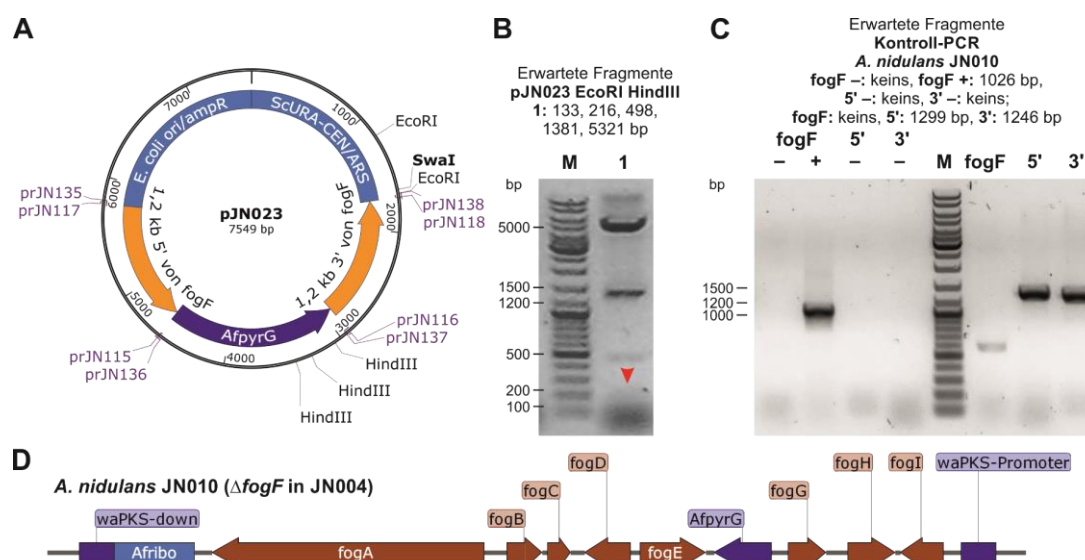 A
7000
1000
E. coli ori/ampR
ScURA-CEN/ARS
EcoRI
SwaI
EcoRI
prJN135
prJN117
6000
prJN138
prJN118
2000
pJN023
7549 bp
1,2 kb 5' von fogF
1,2 kb 3' von fogF
5000
AfpyrG
3000
4000
prJN116
prJN137
prJN115
prJN136
HindIII
HindIII
HindIII
B
Erwartete Fragmente
pJN023 EcoRI HindIII
1: 133, 216, 498,
1381, 5321 bp
M 1
bp
5000
1500
1200
500
200
100
C
Erwartete Fragmente
Kontroll-PCR
A. nidulans JN010
fogF –: keins, fogF +: 1026 bp,
5' –: keins, 3' –: keins;
fogF: keins, 5': 1299 bp, 3': 1246 bp
fogF 5' 3'
– + – – M fogF 5' 3'
bp
1500
1200
1000
D
A. nidulans JN010 (ΔfogF in JN004)
waPKS-down
fogB
fogC
fogD
AfpyrG
fogG
fogH
fogI
waPKS-Promoter
Afribo
fogA
fogE